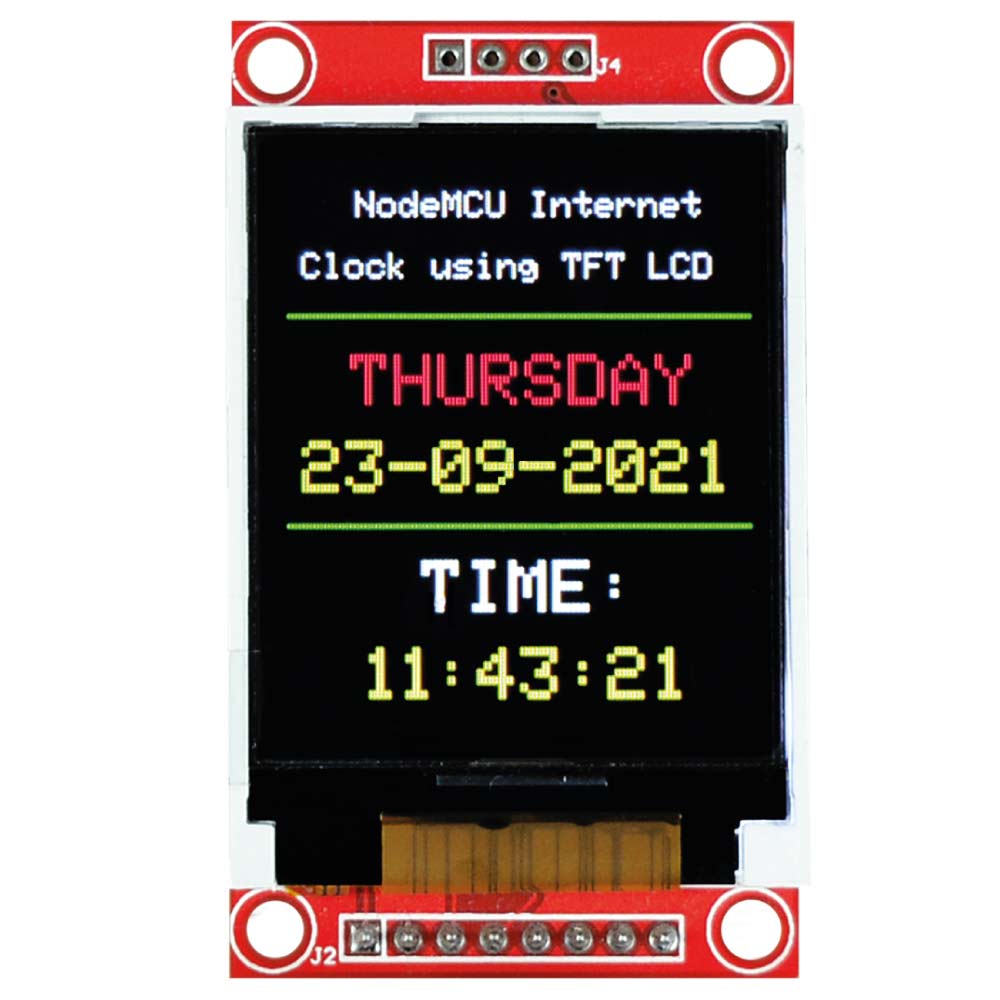 J4
NodeMCU Internet
Clock using TFT LCD
THURSDAY
23-09-2021
TIME:
11:43:21
J2